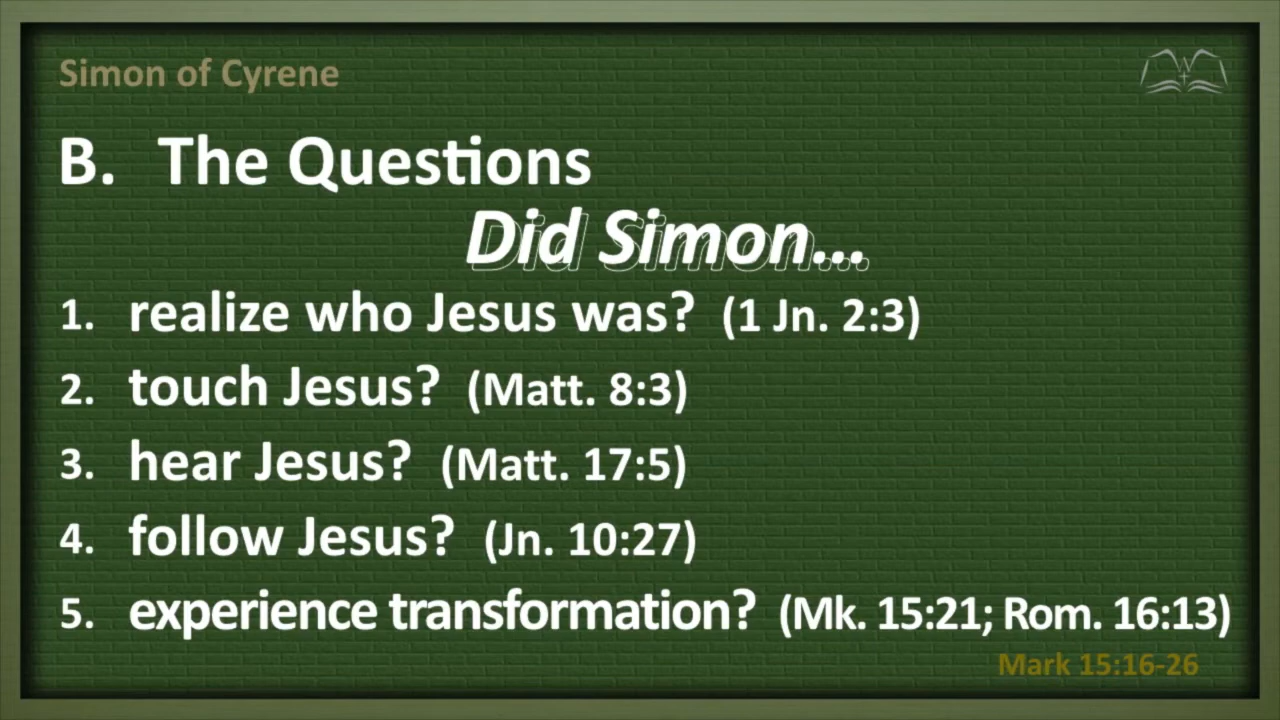 Simon of Cyrene
B. The Questions
Did Simon...
1. realize who Jesus was? (1 Jn. 2:3)
2. touch Jesus? (Matt. 8:3)
3. hear Jesus? (Matt. 17:5)
4. follow Jesus? (Jn. 10:27)
5. experience transformation? (Mk. 15:21; Rom. 16:13)
Mark 15:16-26